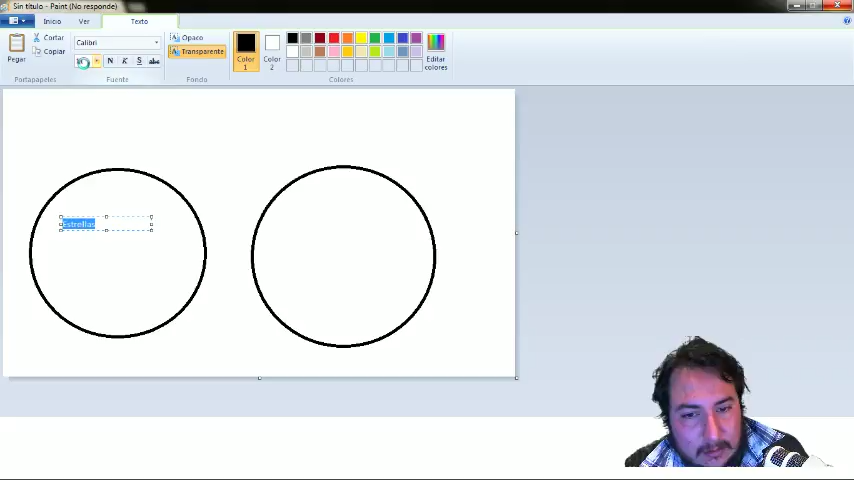 Sin título - Paint (No responde)
Inicio Ver Texto
Pegar
Cortar
Copiar
Portapapeles
Calibri
N K S abc
Fuente
Opaco
Transparente
Fondo
Color 1
Color 2
Editar colores
Colores
Estrellas